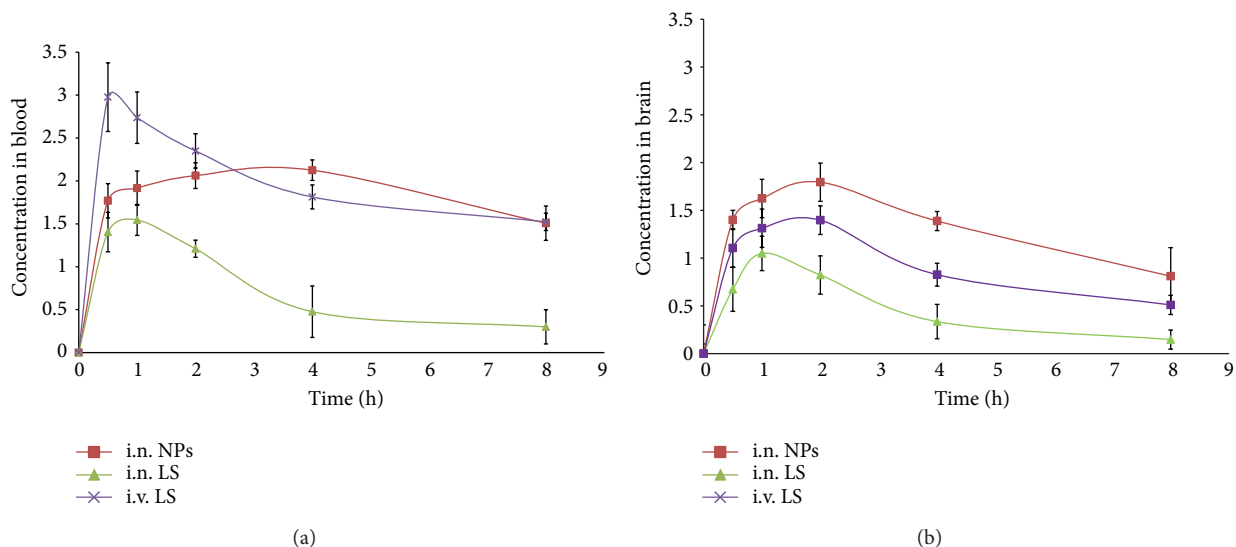 Concentration in blood
3.5
3
2.5
2
1.5
1
0.5
0
0 1 2 3 4 5 6 7 8 9
Time (h)
i.n. NPs
i.n. LS
i.v. LS
(a)
Concentration in brain
3.5
3
2.5
2
1.5
1
0.5
0
0 1 2 3 4 5 6 7 8 9
Time (h)
i.n. NPs
i.n. LS
i.v. LS
(b)